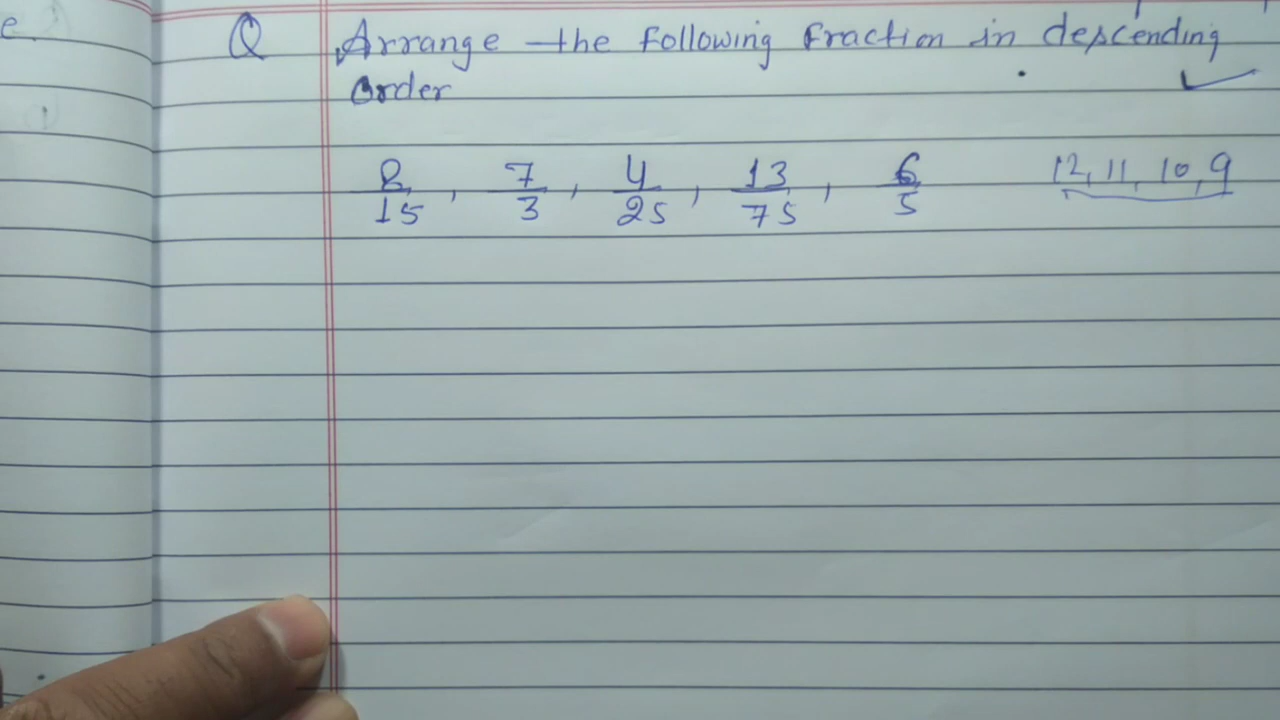 Q Arrange the following fraction in descending
order
8/15, 7/3, 4/25, 13/75, 6/5 12, 11, 10, 9